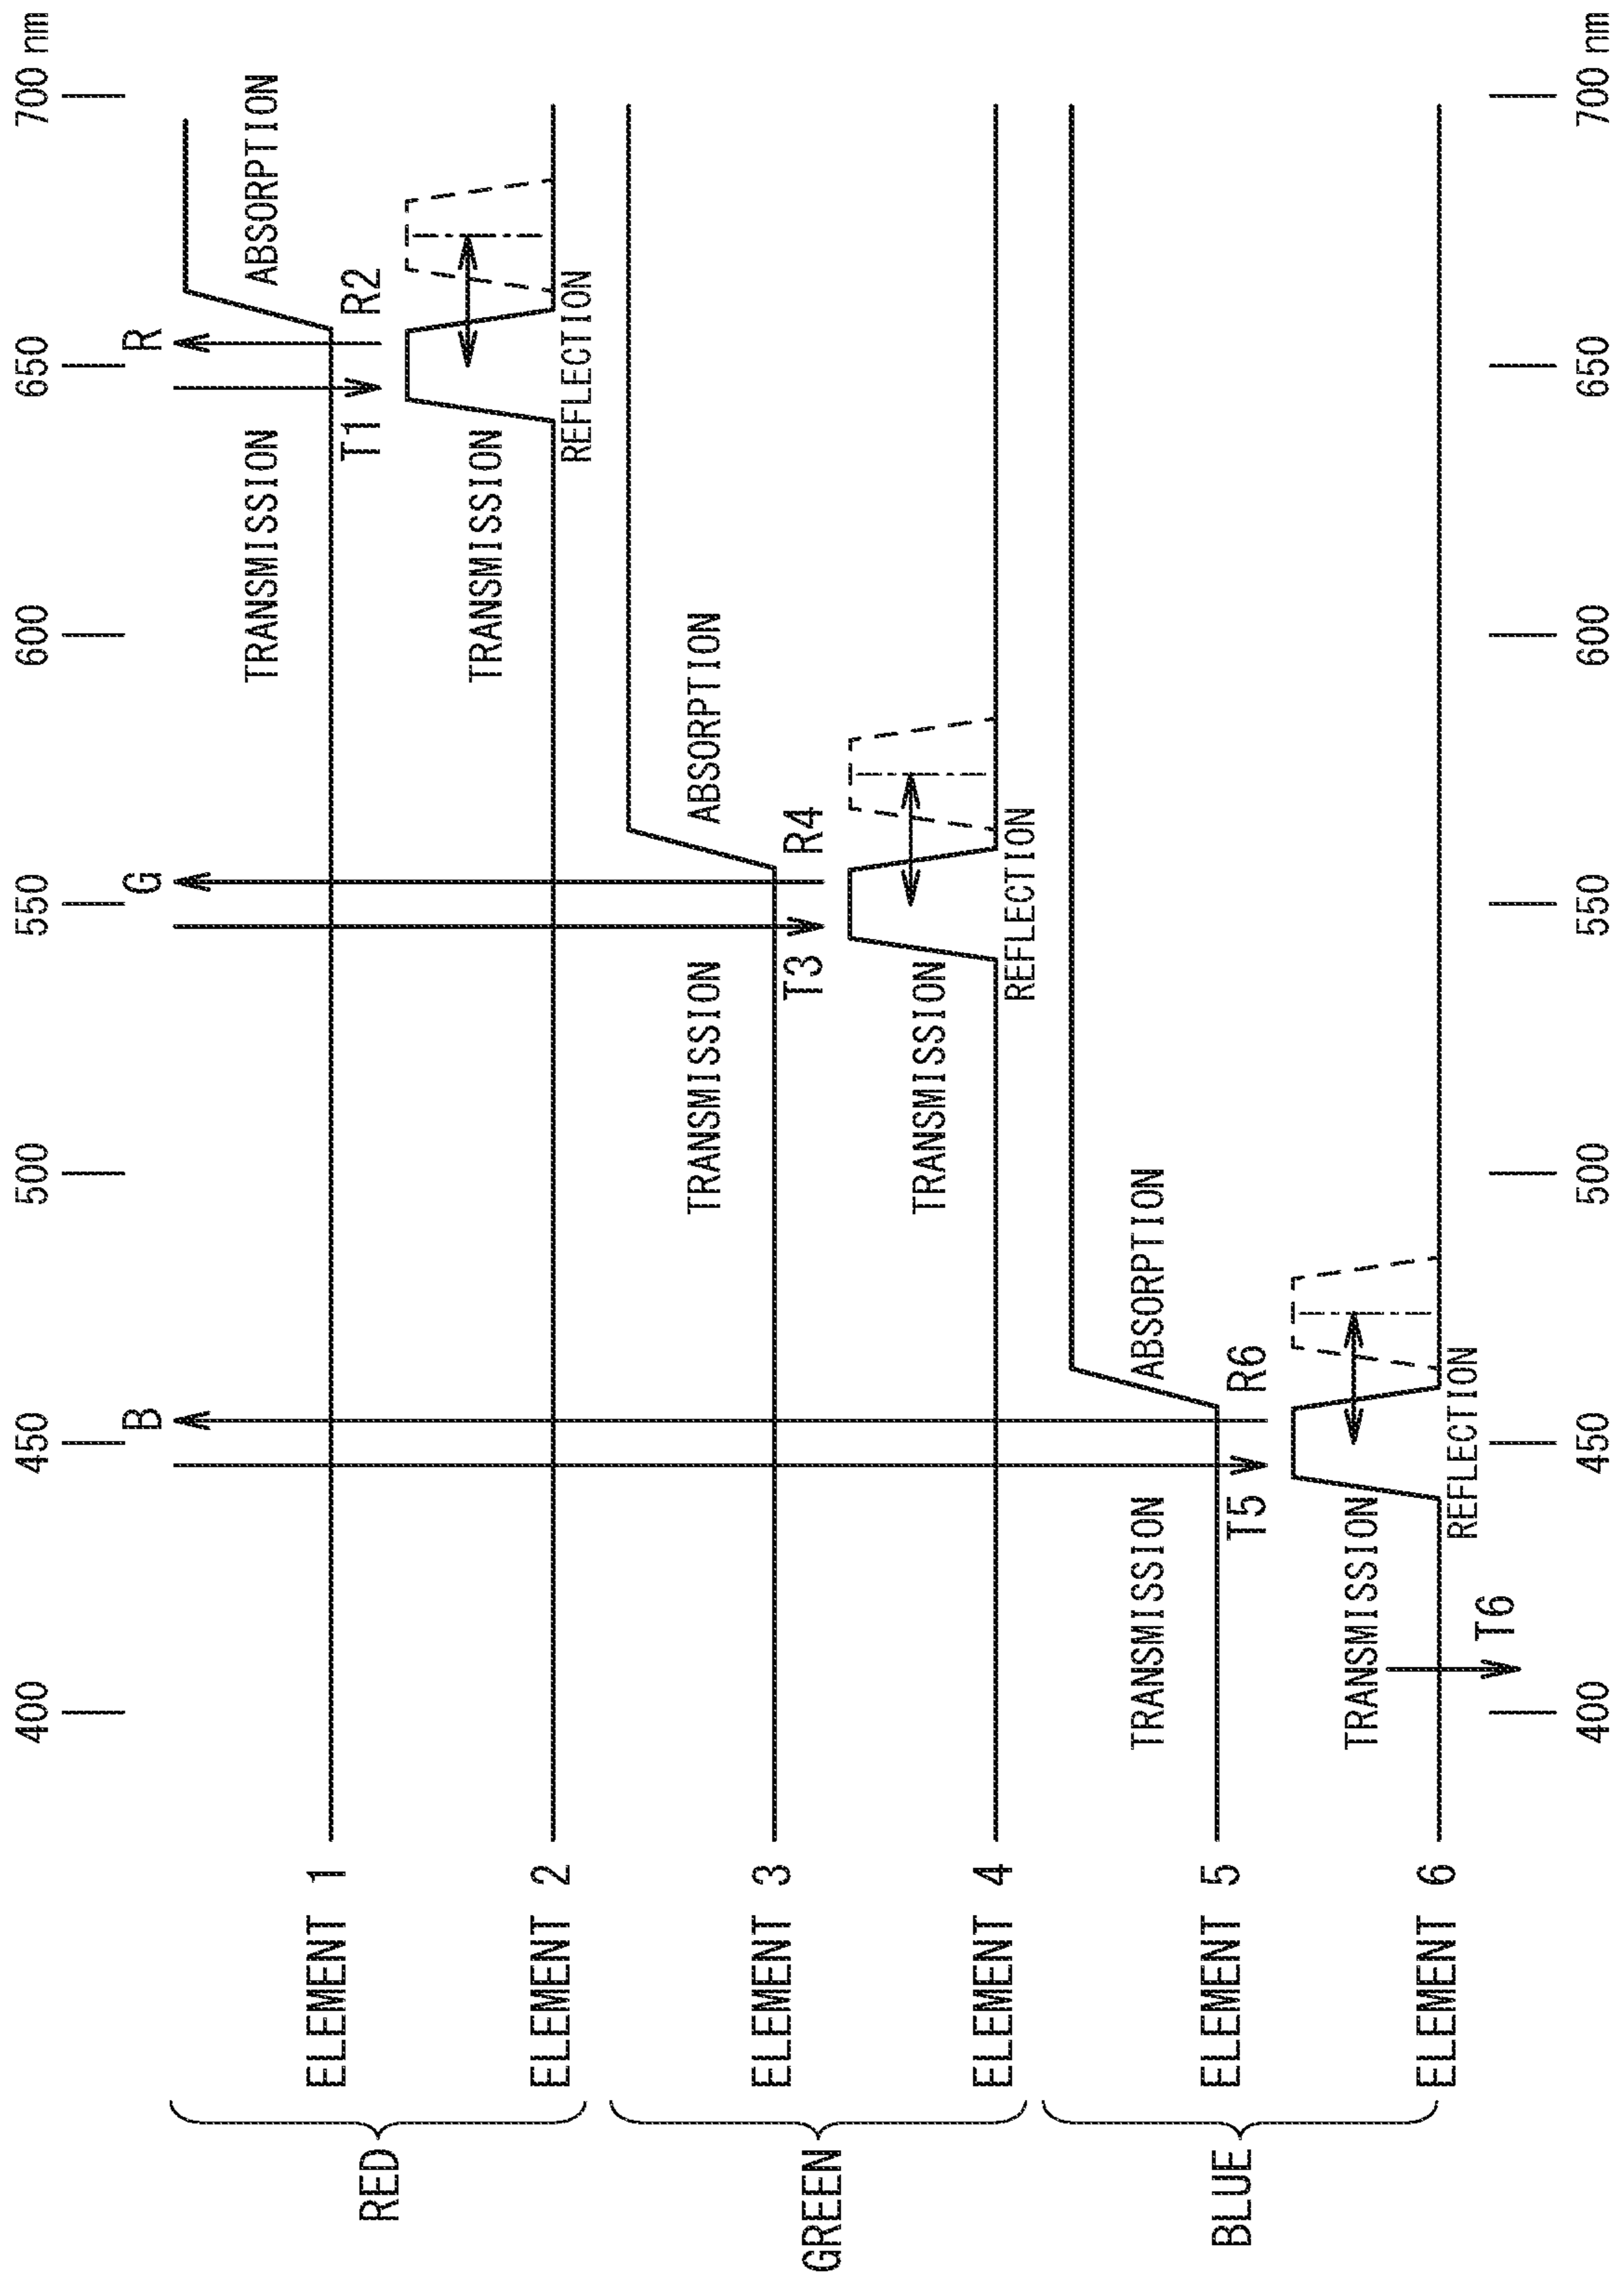 400 450 500 550 600 650 700 nm
B G R
RED
ELEMENT 1
TRANSMISSION
ABSORPTION
T1 R2
ELEMENT 2
TRANSMISSION
REFLECTION
GREEN
ELEMENT 3
TRANSMISSION
ABSORPTION
T3 R4
ELEMENT 4
TRANSMISSION
REFLECTION
BLUE
ELEMENT 5
TRANSMISSION
ABSORPTION
T5 R6
ELEMENT 6
TRANSMISSION
REFLECTION
T6
400 450 500 550 600 650 700 nm